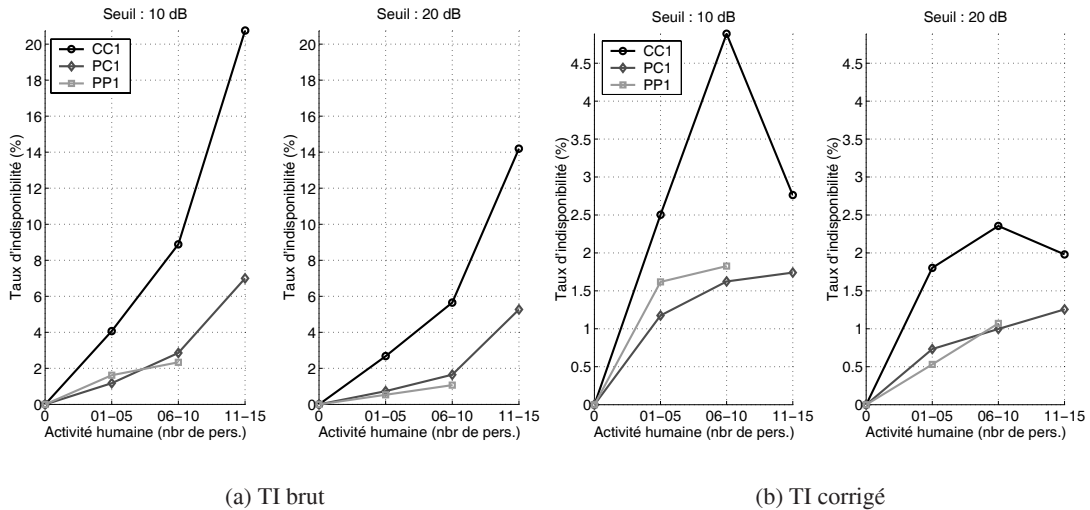 Seuil : 10 dB
CC1
PC1
PP1
Taux d'indisponibilité (%)
20
18
16
14
12
10
8
6
4
2
0
0
01–05
06–10
11–15
Activité humaine (nbr de pers.)
Seuil : 20 dB
Taux d'indisponibilité (%)
20
18
16
14
12
10
8
6
4
2
0
0
01–05
06–10
11–15
Activité humaine (nbr de pers.)
(a) TI brut
Seuil : 10 dB
CC1
PC1
PP1
Taux d'indisponibilité (%)
4.5
4
3.5
3
2.5
2
1.5
1
0.5
0
0
01–05
06–10
11–15
Activité humaine (nbr de pers.)
Seuil : 20 dB
Taux d'indisponibilité (%)
4.5
4
3.5
3
2.5
2
1.5
1
0.5
0
0
01–05
06–10
11–15
Activité humaine (nbr de pers.)
(b) TI corrigé